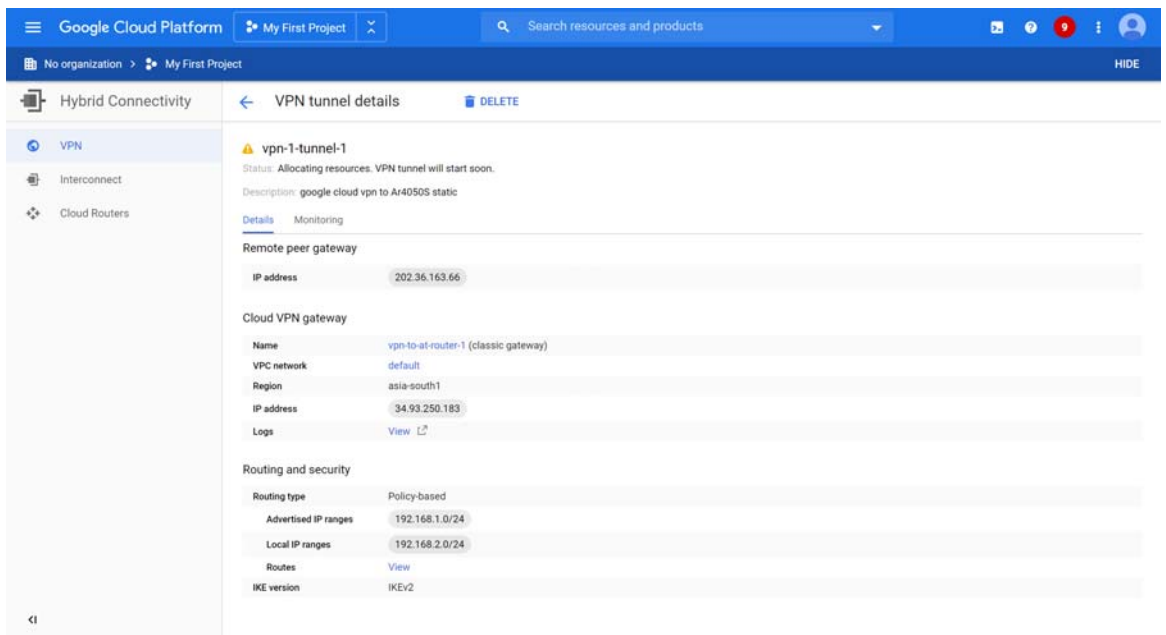 Google Cloud Platform My First Project Search resources and products 9
No organization > My First Project HIDE
Hybrid Connectivity VPN tunnel details DELETE
VPN
Interconnect
Cloud Routers
vpn-1-tunnel-1
Status: Allocating resources. VPN tunnel will start soon.
Description: google cloud vpn to Ar4050S static
Details Monitoring
Remote peer gateway
IP address 202.36.163.66
Cloud VPN gateway
Name vpn-to-at-router-1 (classic gateway)
VPC network default
Region asia-south1
IP address 34.93.250.183
Logs View
Routing and security
Routing type Policy-based
Advertised IP ranges 192.168.1.0/24
Local IP ranges 192.168.2.0/24
Routes View
IKE version IKEv2